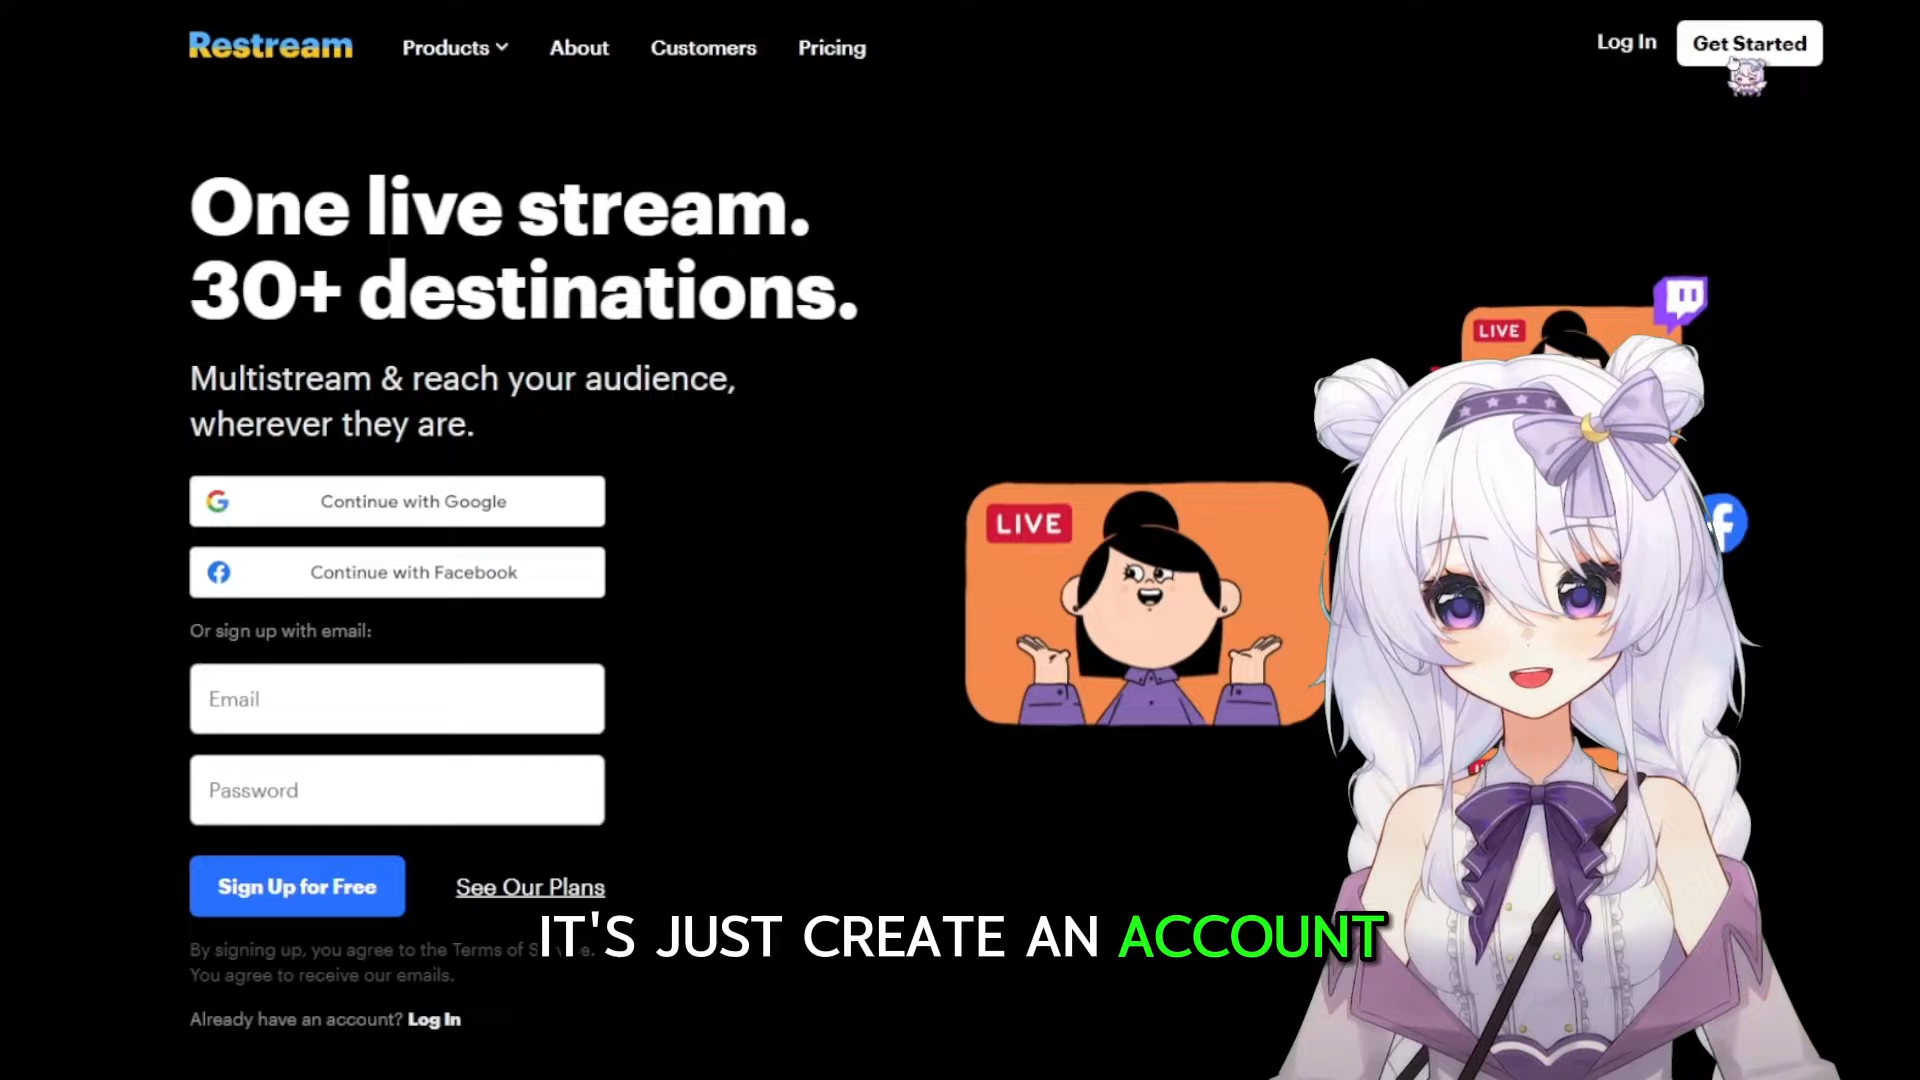 Restream
Products
About
Customers
Pricing
Log In
Get Started
One live stream.
30+ destinations.
Multistream & reach your audience,
wherever they are.
Continue with Google
Continue with Facebook
Or sign up with email:
Email
Password
Sign Up for Free
See Our Plans
By signing up, you agree to the Terms of
You agree to receive our emails.
Already have an account? Log In
LIVE
LIVE
IT'S JUST CREATE AN ACCOUNT